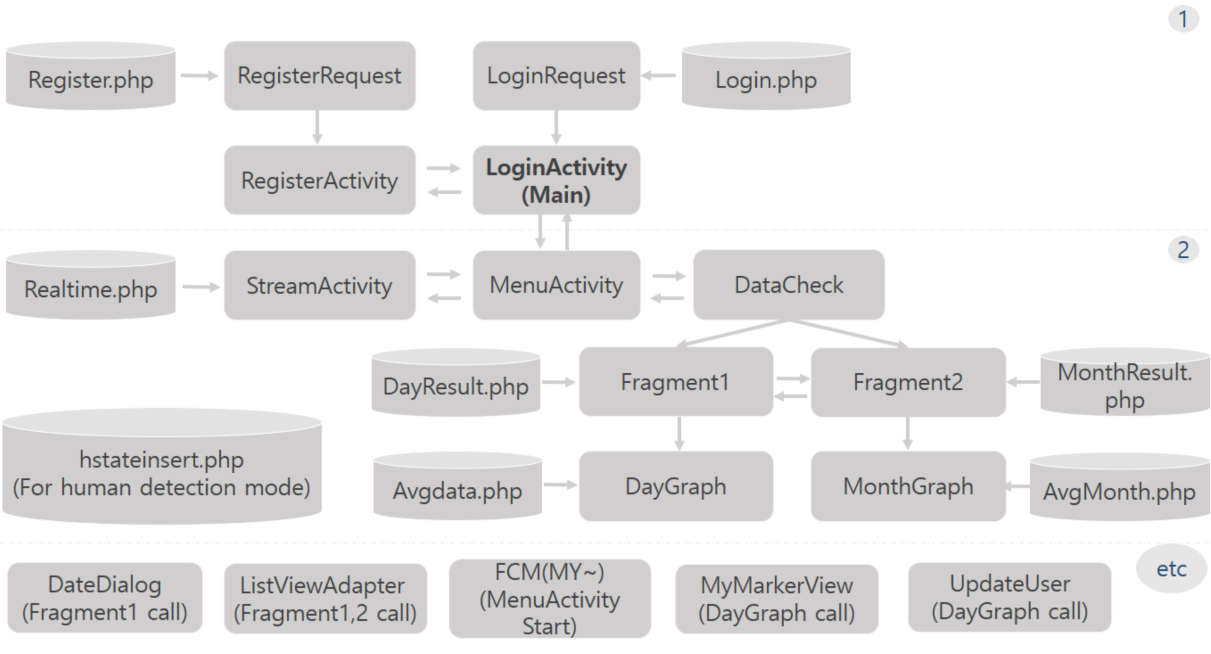 1
Register.php
RegisterRequest
LoginRequest
Login.php
RegisterActivity
LoginActivity
(Main)
2
Realtime.php
StreamActivity
MenuActivity
DataCheck
DayResult.php
Fragment1
Fragment2
MonthResult.
php
hstateinsert.php
(For human detection mode)
Avgdata.php
DayGraph
MonthGraph
AvgMonth.php
etc
DateDialog
(Fragment1 call)
ListViewAdapter
(Fragment1,2 call)
FCM(MY~)
(MenuActivity
Start)
MyMarkerView
(DayGraph call)
UpdateUser
(DayGraph call)